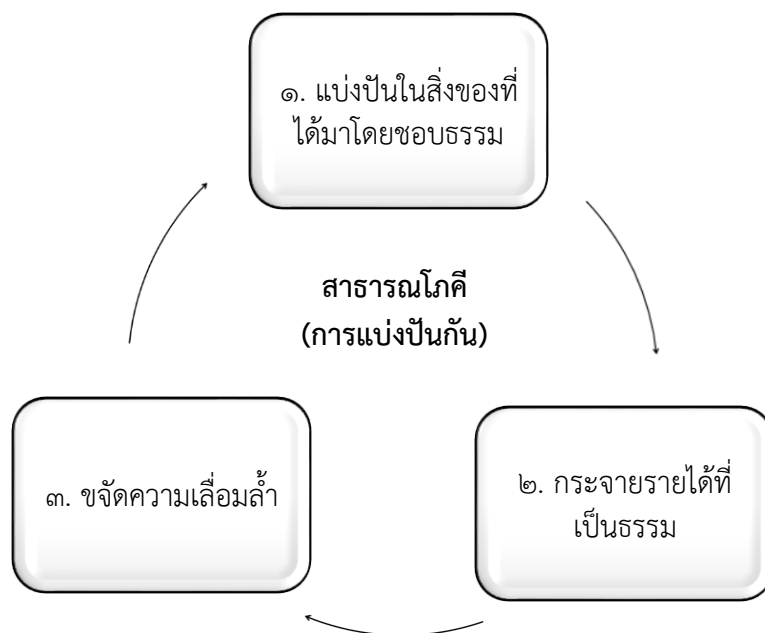 ๑. แบ่งปันในสิ่งของที่
ได้มาโดยชอบธรรม
สาธารณโภคี
(การแบ่งปันกัน)
๒. กระจายรายได้ที่
เป็นธรรม
๓. ขจัดความเลื่อมล้ำ